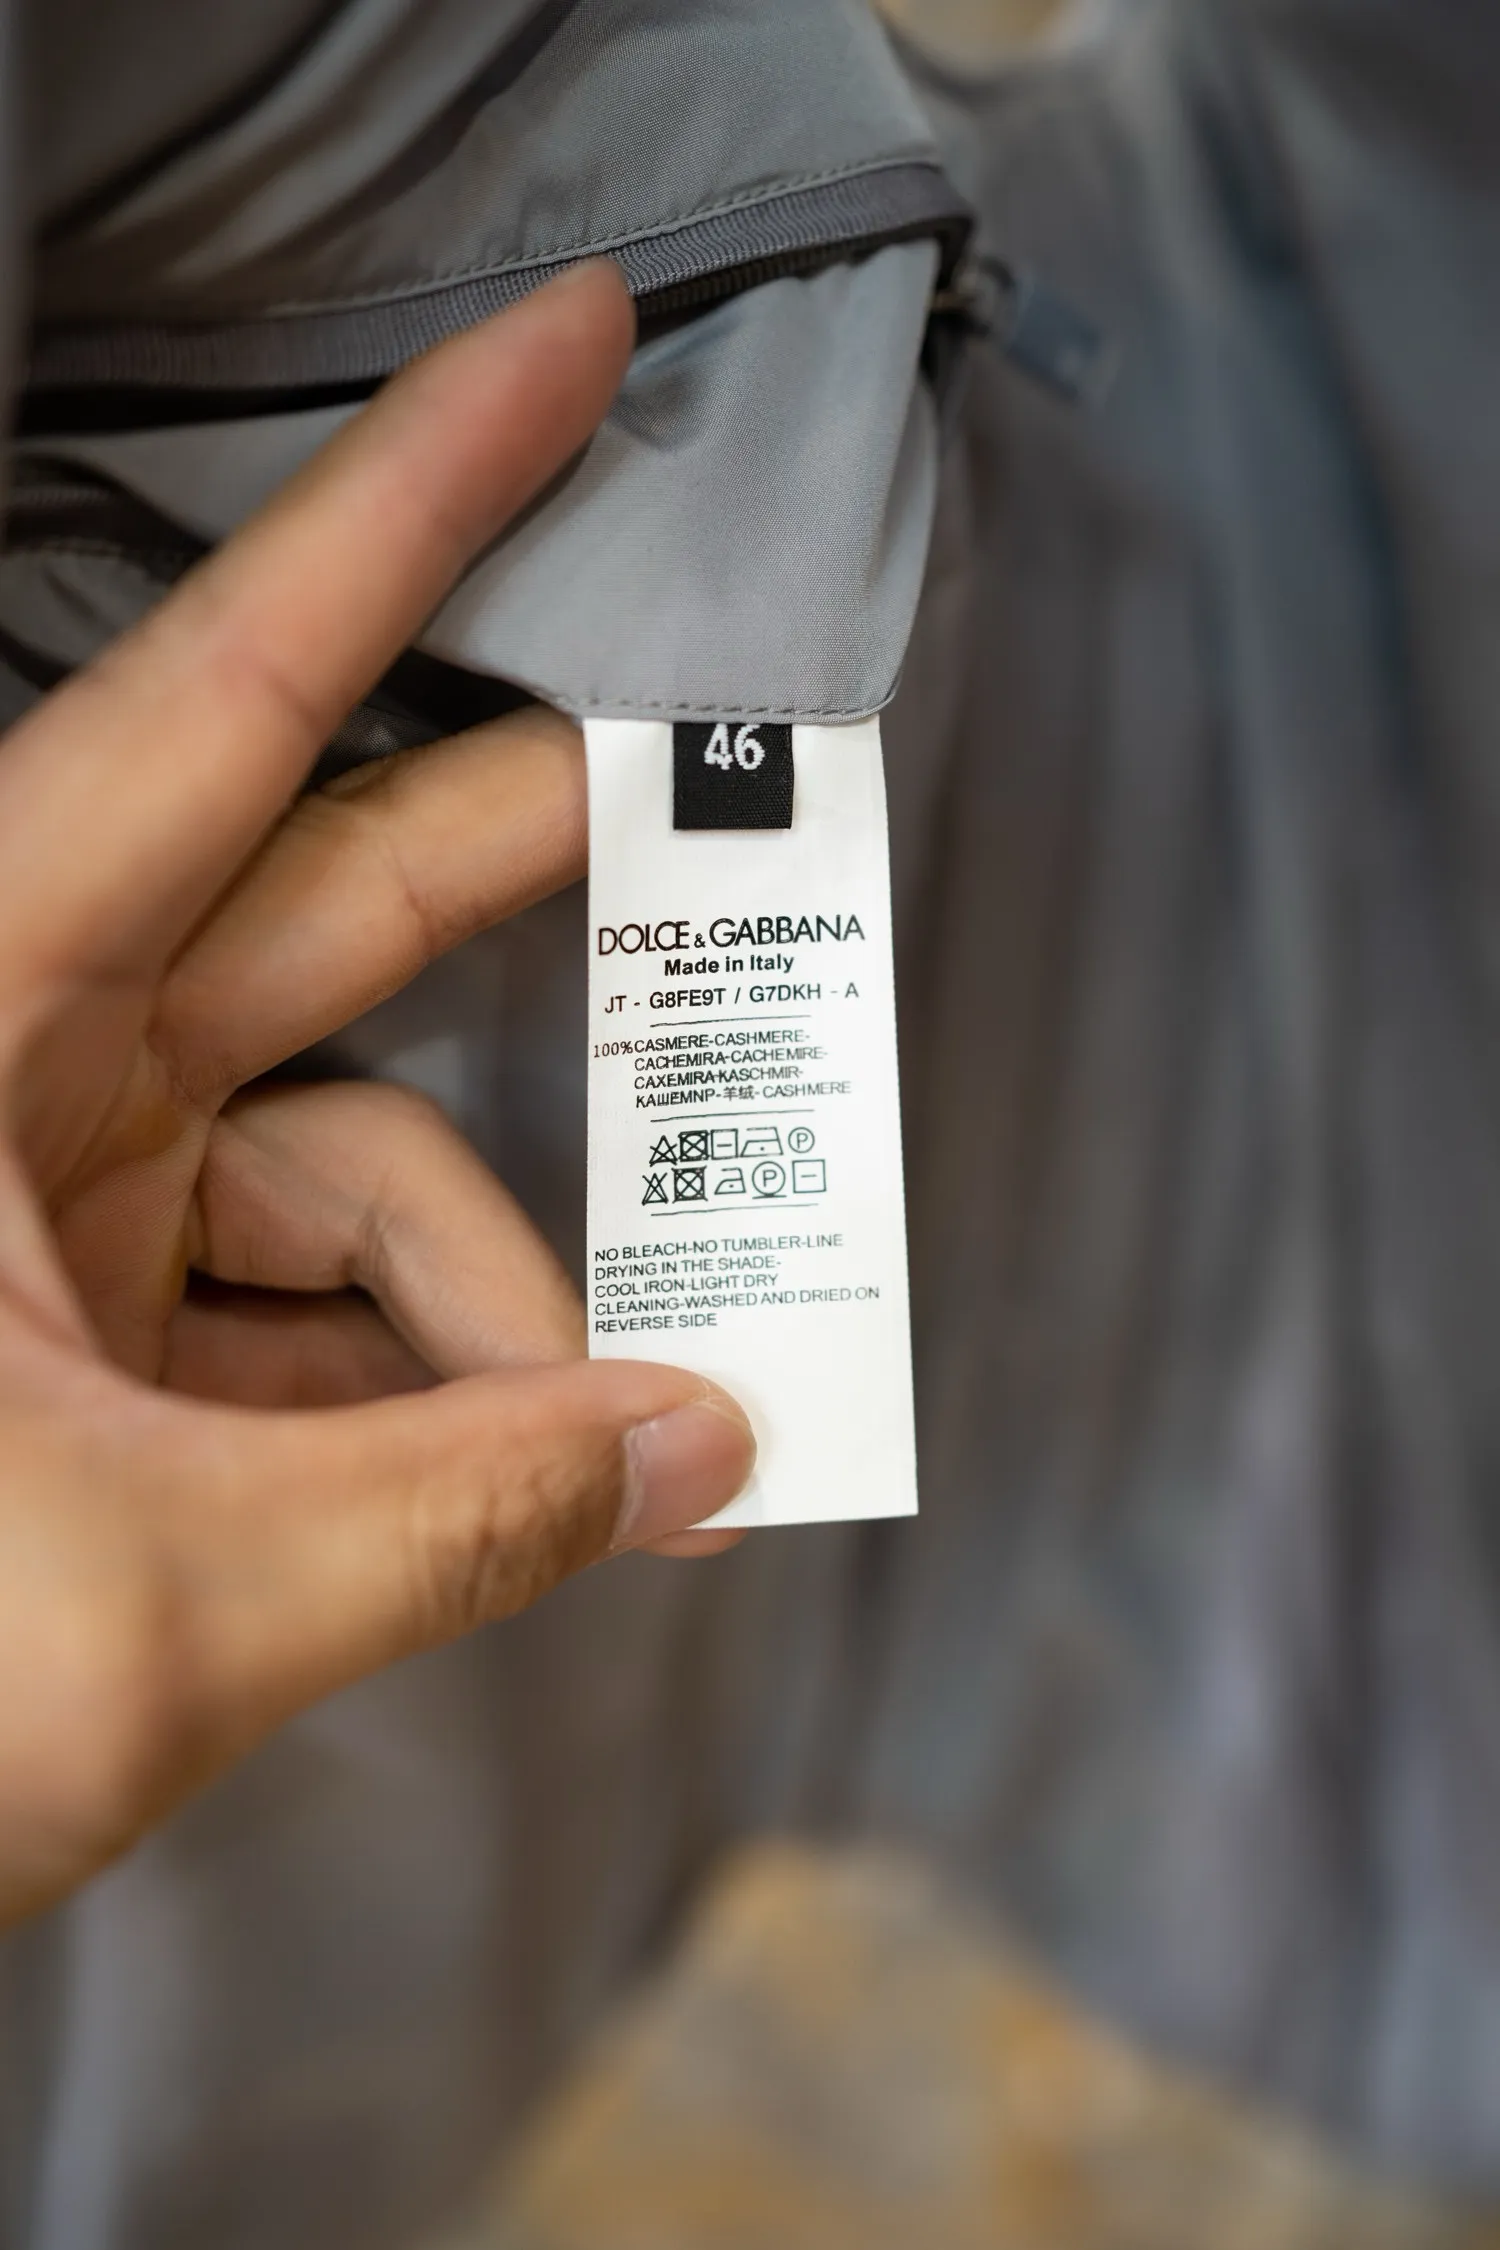 46
DOLCE & GABBANA
Made in Italy
JT - G8FE9T / G7DKH - A
100%CASMERE-CASHMERE-
CACHEMIRA-CACHEMIRE-
CAXEMIRA-KASCHMIR-
КАШЕМNР-羊绒-CASHMERE
P
P
NO BLEACH-NO TUMBLER-LINE
DRYING IN THE SHADE-
COOL IRON-LIGHT DRY
CLEANING-WASHED AND DRIED ON
REVERSE SIDE